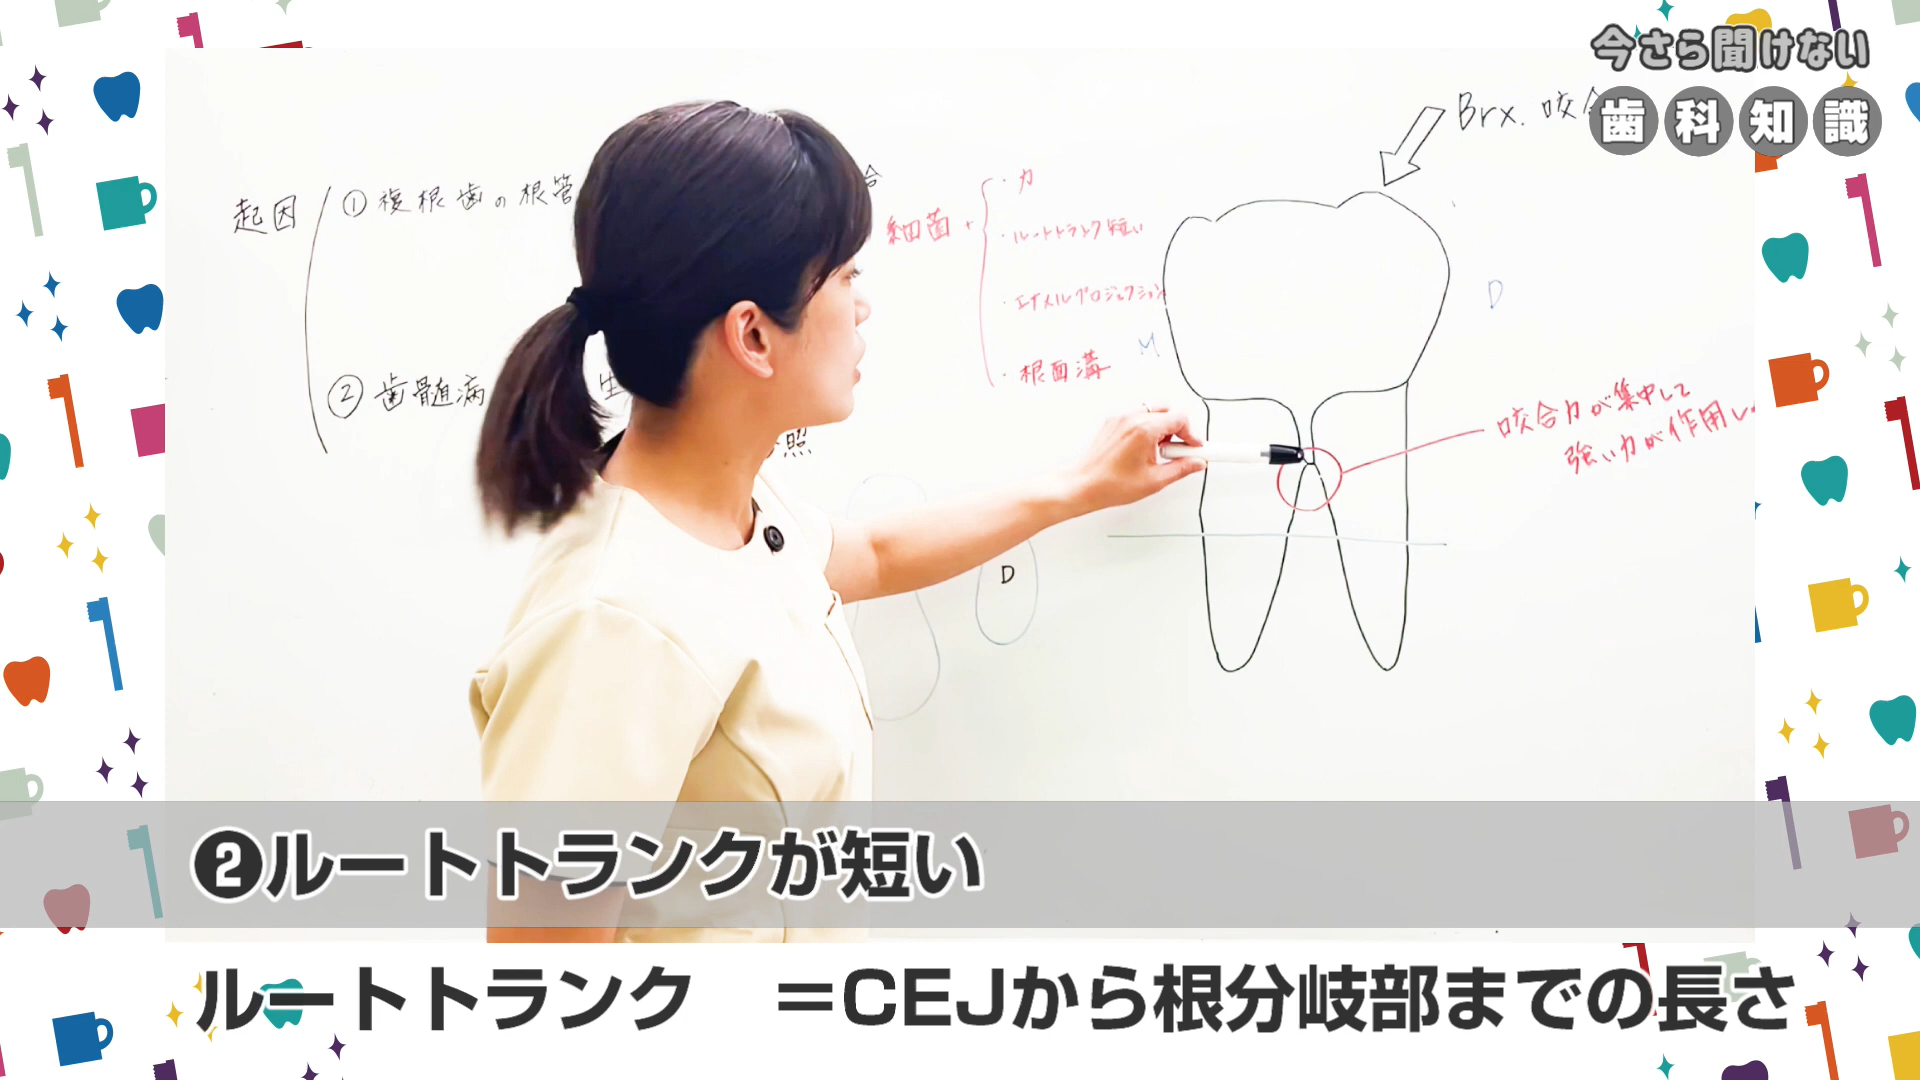 今さら聞けない
歯科知識
Brx. 咬合
起因
① 複根歯の根管
合
細菌 +
・力
・ルートトランク短い
・エナメルプロジェクション
・根面溝
② 歯髄病
生
照
M
D
咬合力が集中して
強い力が作用し
D
❷ルートトランクが短い
ルートトランク　＝CEJから根分岐部までの長さ